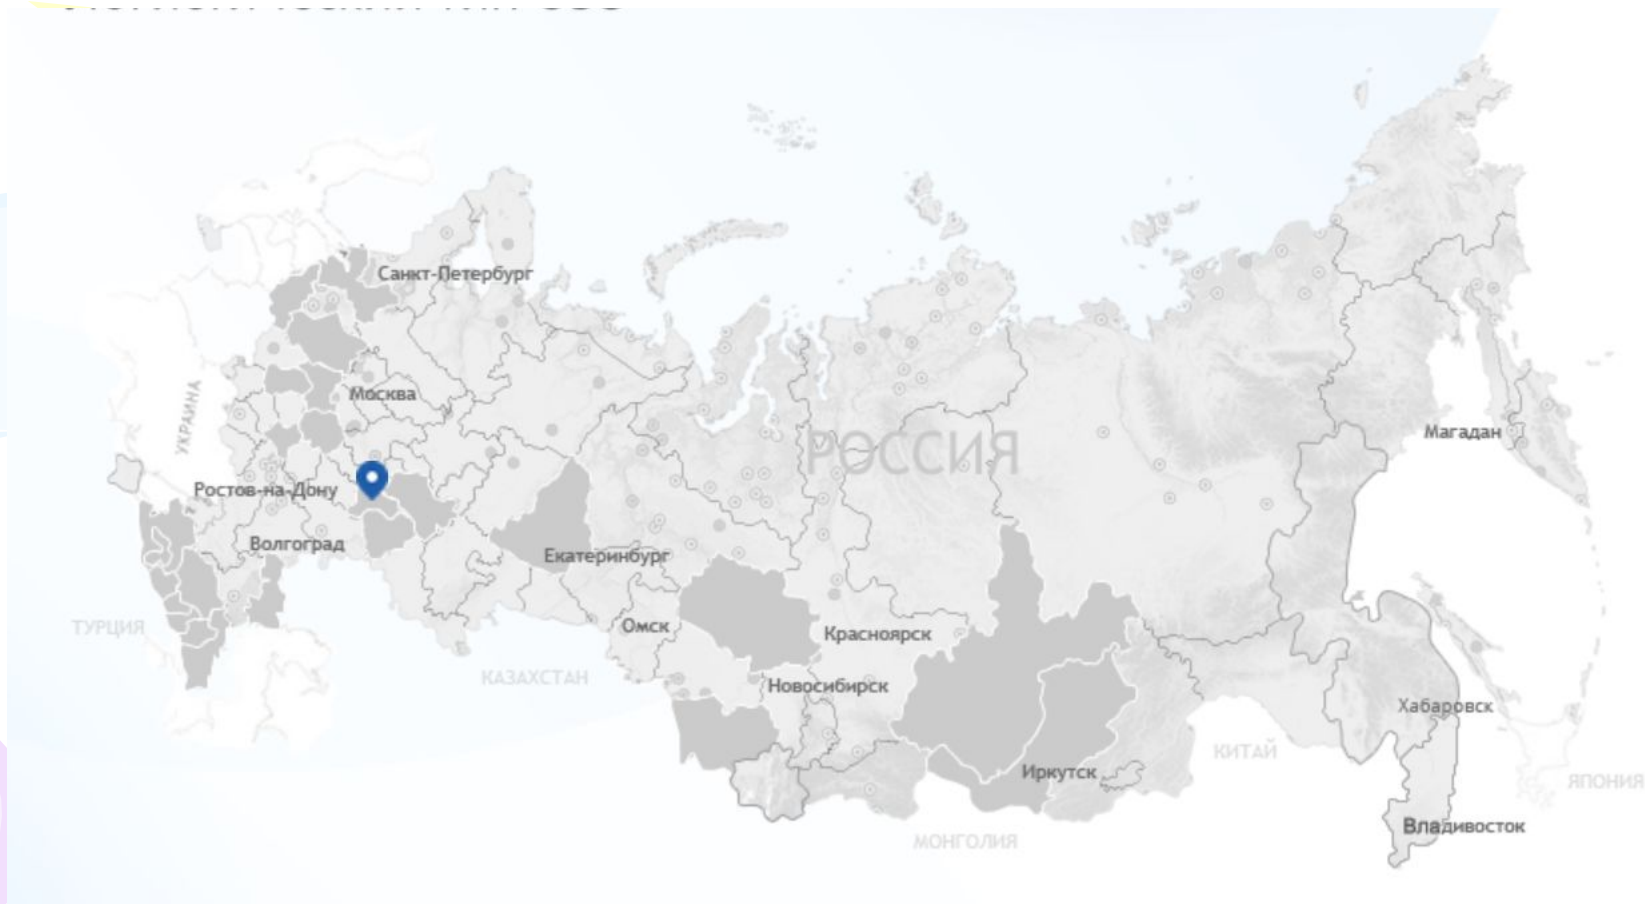 Санкт-Петербург
УКРАИНА
Москва
РОССИЯ
Магадан
Ростов-на-Дону
Волгоград
Екатеринбург
ТУРЦИЯ
Омск
Красноярск
КАЗАХСТАН
Новосибирск
Хабаровск
КИТАЙ
Иркутск
ЯПОНИЯ
Владивосток
МОНГОЛИЯ